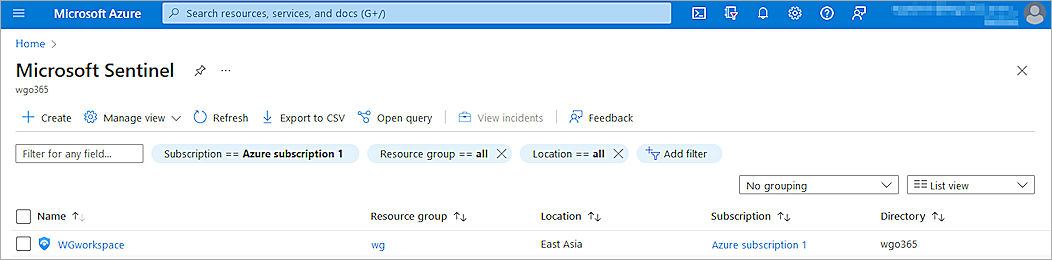 Microsoft Azure Search resources, services, and docs (G+/)
Home
Microsoft Sentinel ...
wgo365
Create Manage view Refresh Export to CSV Open query View incidents Feedback
Filter for any field... Subscription == Azure subscription 1 Resource group == all Location == all Add filter
No grouping List view
Name Resource group Location Subscription Directory
WGworkspace wg East Asia Azure subscription 1 wgo365